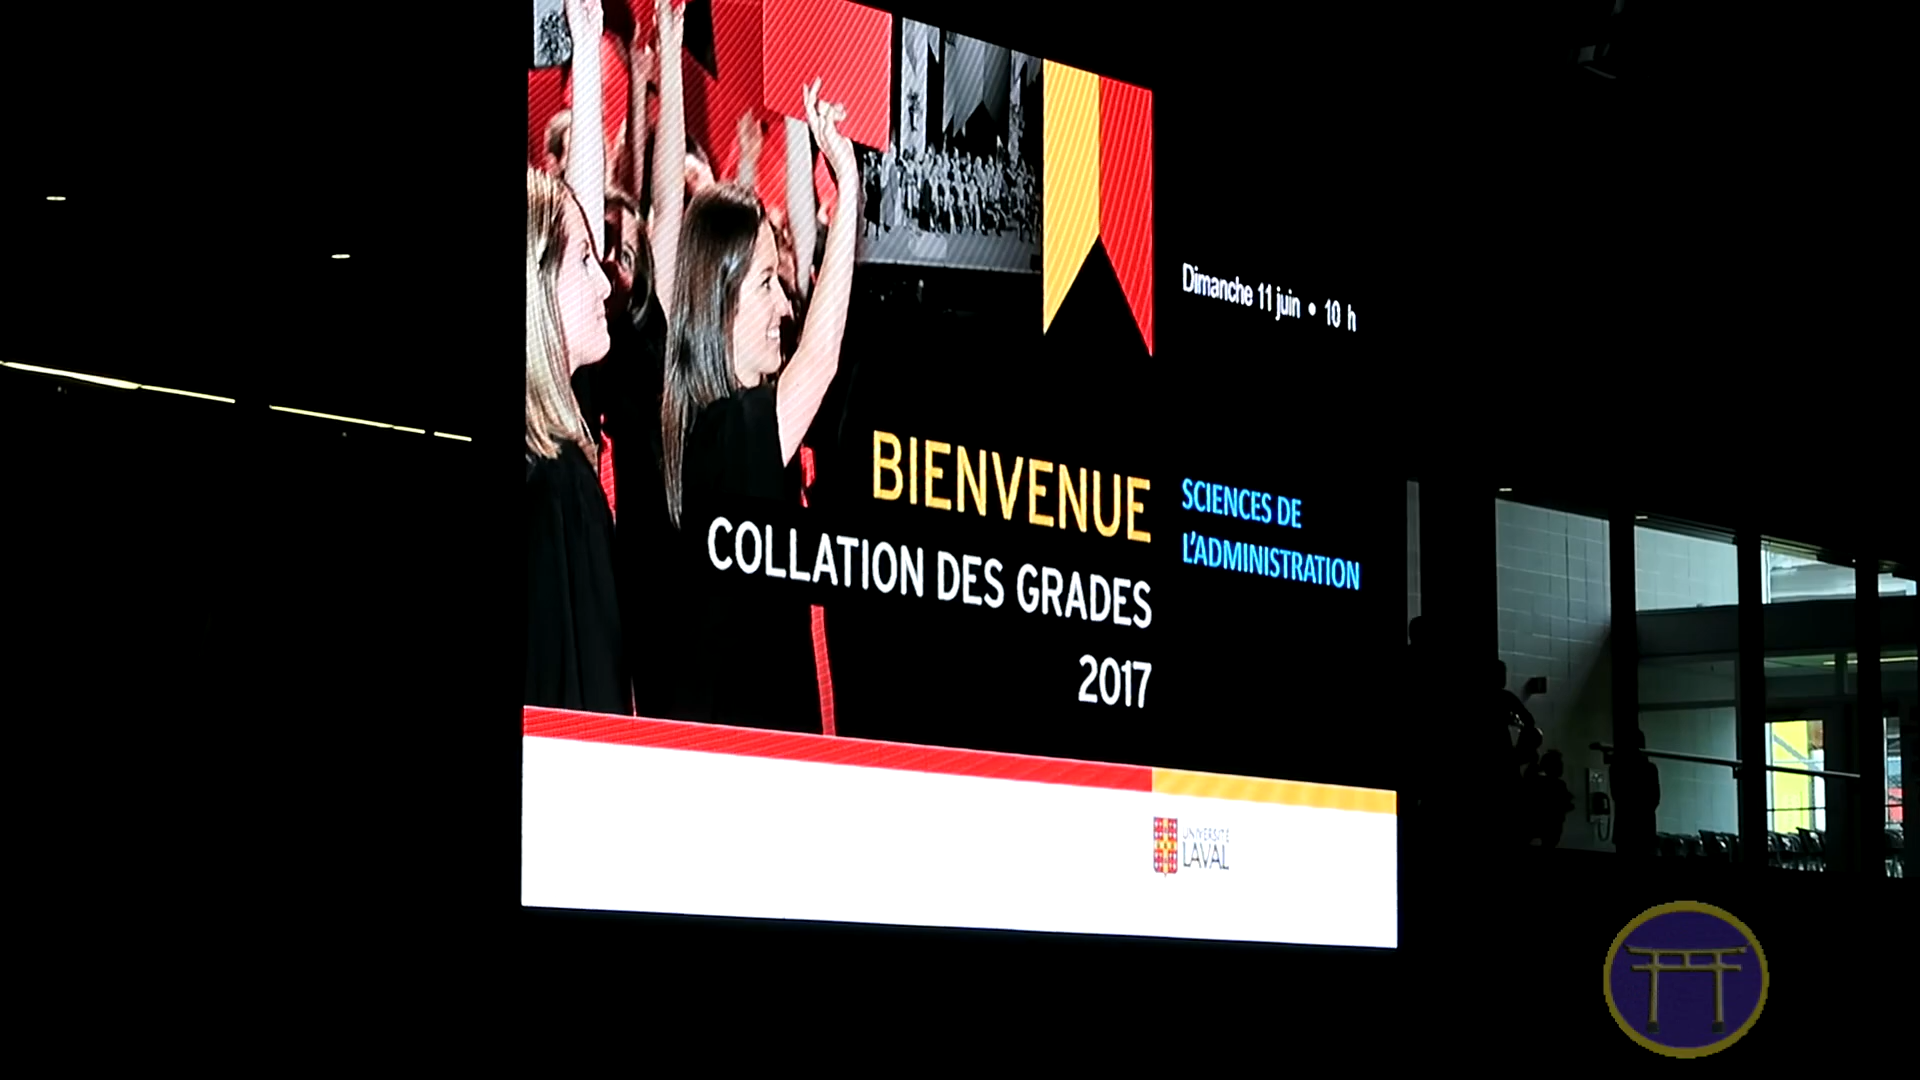 Dimanche 11 juin • 10 h
BIENVENUE
COLLATION DES GRADES
2017
SCIENCES DE
L'ADMINISTRATION
UNIVERSITÉ
LAVAL